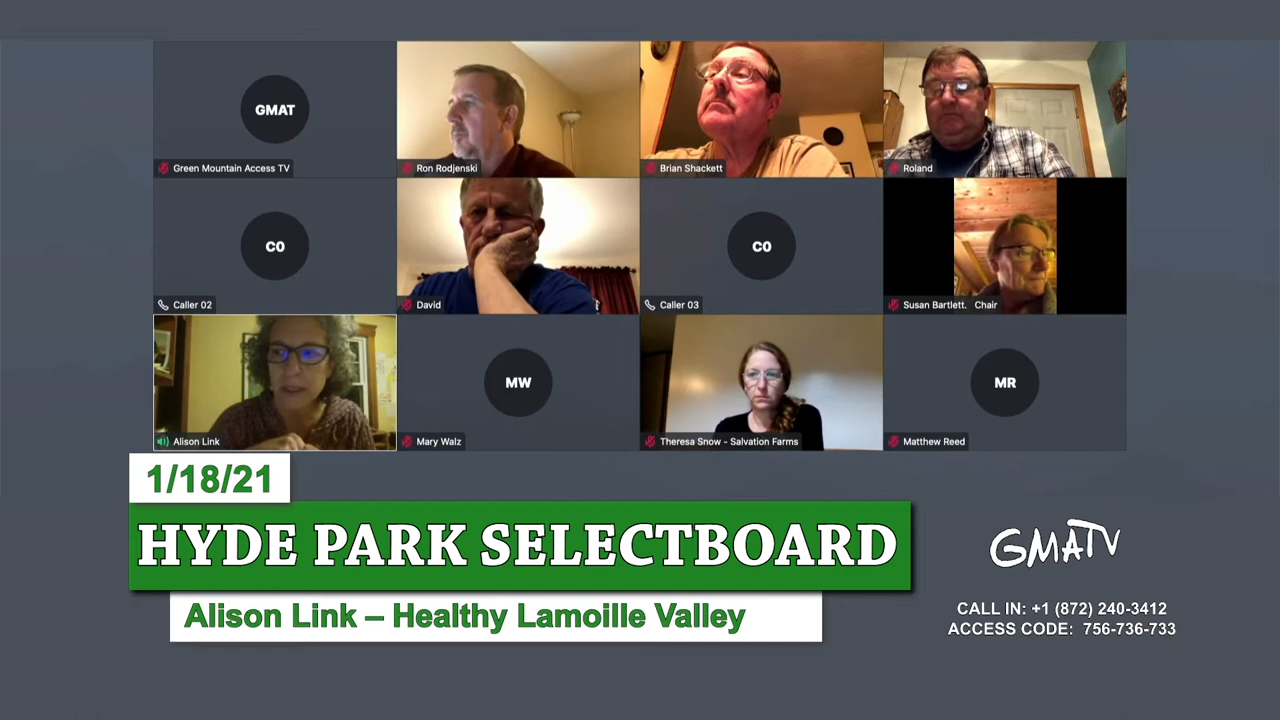 GMAT
Green Mountain Access TV
Ron Rodjenski
Brian Shackett
Roland
C0
Caller 02
David
C0
Caller 03
Susan Bartlett. Chair
Alison Link
MW
Mary Walz
Theresa Snow - Salvation Farms
MR
Matthew Reed
1/18/21
HYDE PARK SELECTBOARD
Alison Link – Healthy Lamoille Valley
GMATV
CALL IN: +1 (872) 240-3412
ACCESS CODE: 756-736-733